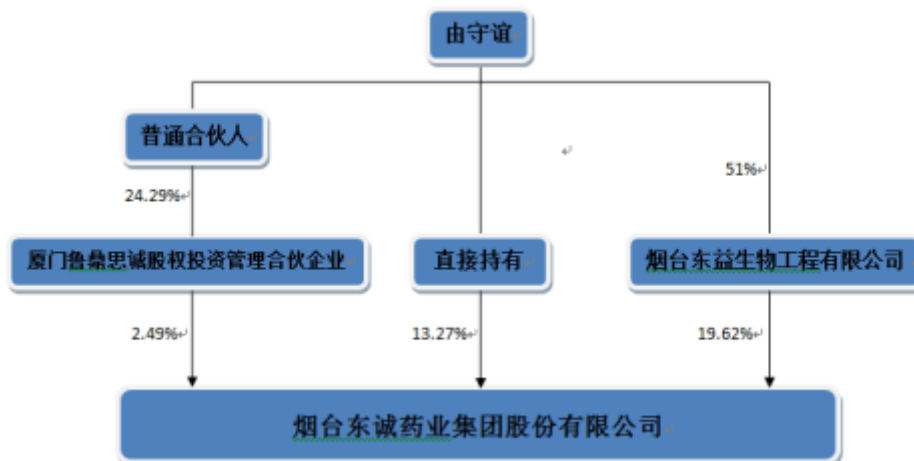 由守谊
普通合伙人
24.29%
51%
厦门鲁鼎思诚股权投资管理合伙企业
直接持有
烟台东益生物工程有限公司
2.49%
13.27%
19.62%
烟台东诚药业集团股份有限公司